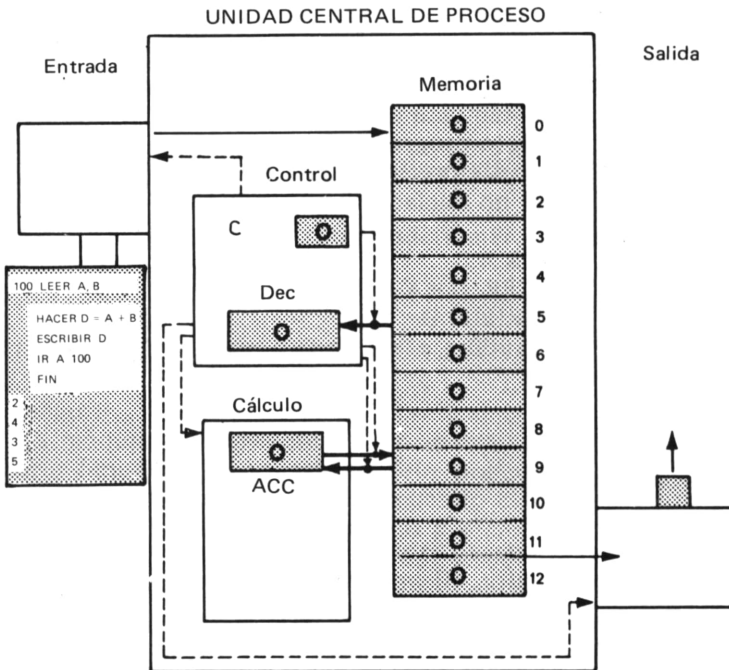 UNIDAD CENTRAL DE PROCESO
Entrada
Salida
Memoria
Control
C
0
Dec
0
Cálculo
0
ACC
100 LEER A, B
HACER D = A + B
ESCRIBIR D
IR A 100
FIN
2
4
3
5
0 0
0 1
0 2
0 3
0 4
0 5
0 6
0 7
0 8
0 9
0 10
0 11
0 12